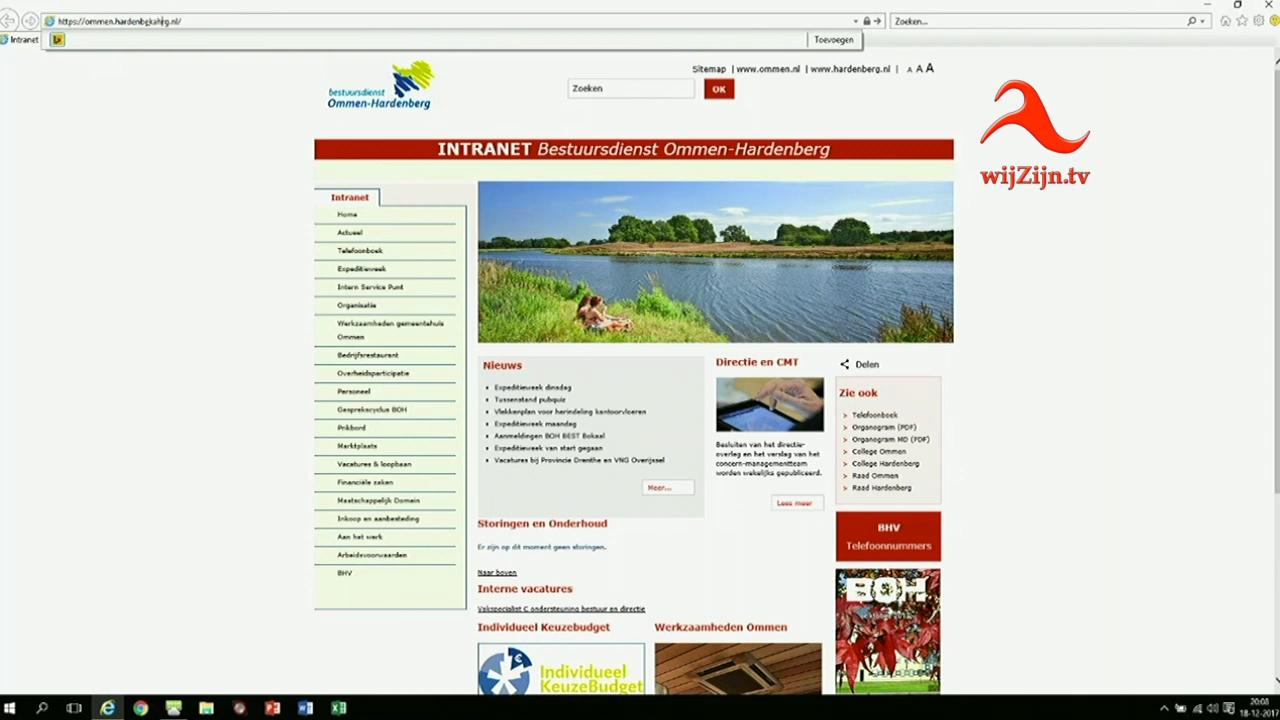 Zoeken...
Intranet
Toevoegen
Sitemap | www.ommen.nl | www.hardenberg.nl | A A A
bestuursdienst
Ommen-Hardenberg
Zoeken
OK
INTRANET Bestuursdienst Ommen-Hardenberg
wijZijn.tv
Intranet
Home
Actueel
Telefoonboek
Expeditieweek
Intern Service Punt
Organisatie
Werkzaamheden gemeentehuis
Ommen
Bedrijfsrestaurant
Overheidsparticipatie
Personeel
Gesprekscyclus BOH
Prikbord
Marktplaats
Vacatures & loopbaan
Financiële zaken
Maatschappelijk Domein
Inkoop en aanbesteding
Aan het werk
Arbeidsvoorwaarden
BHV
Nieuws
Expeditieweek dinsdag
Tussenstand pubquiz
Vlekkenplan voor herindeling kantoorvloeren
Expeditieweek maandag
Aanmeldingen BOH BEST Bokaal
Expeditieweek van start gegaan
Vacatures bij Provincie Drenthe en VNG Overijssel
Meer...
Directie en CMT
Besluiten van het directie-
overleg en het verslag van het
concern-managementteam
worden wekelijks gepubliceerd.
Lees meer
Delen
Zie ook
Telefoonboek
Organogram (PDF)
Organogram MD (PDF)
College Ommen
College Hardenberg
Raad Ommen
Raad Hardenberg
BHV
Telefoonnummers
BOH
Storingen en Onderhoud
Er zijn op dit moment geen storingen.
Naar boven
Interne vacatures
Vakspecialist C ondersteuning bestuur en directie
Individueel Keuzebudget
Werkzaamheden Ommen
Individueel
KeuzeBudget
20:08
18-12-2017